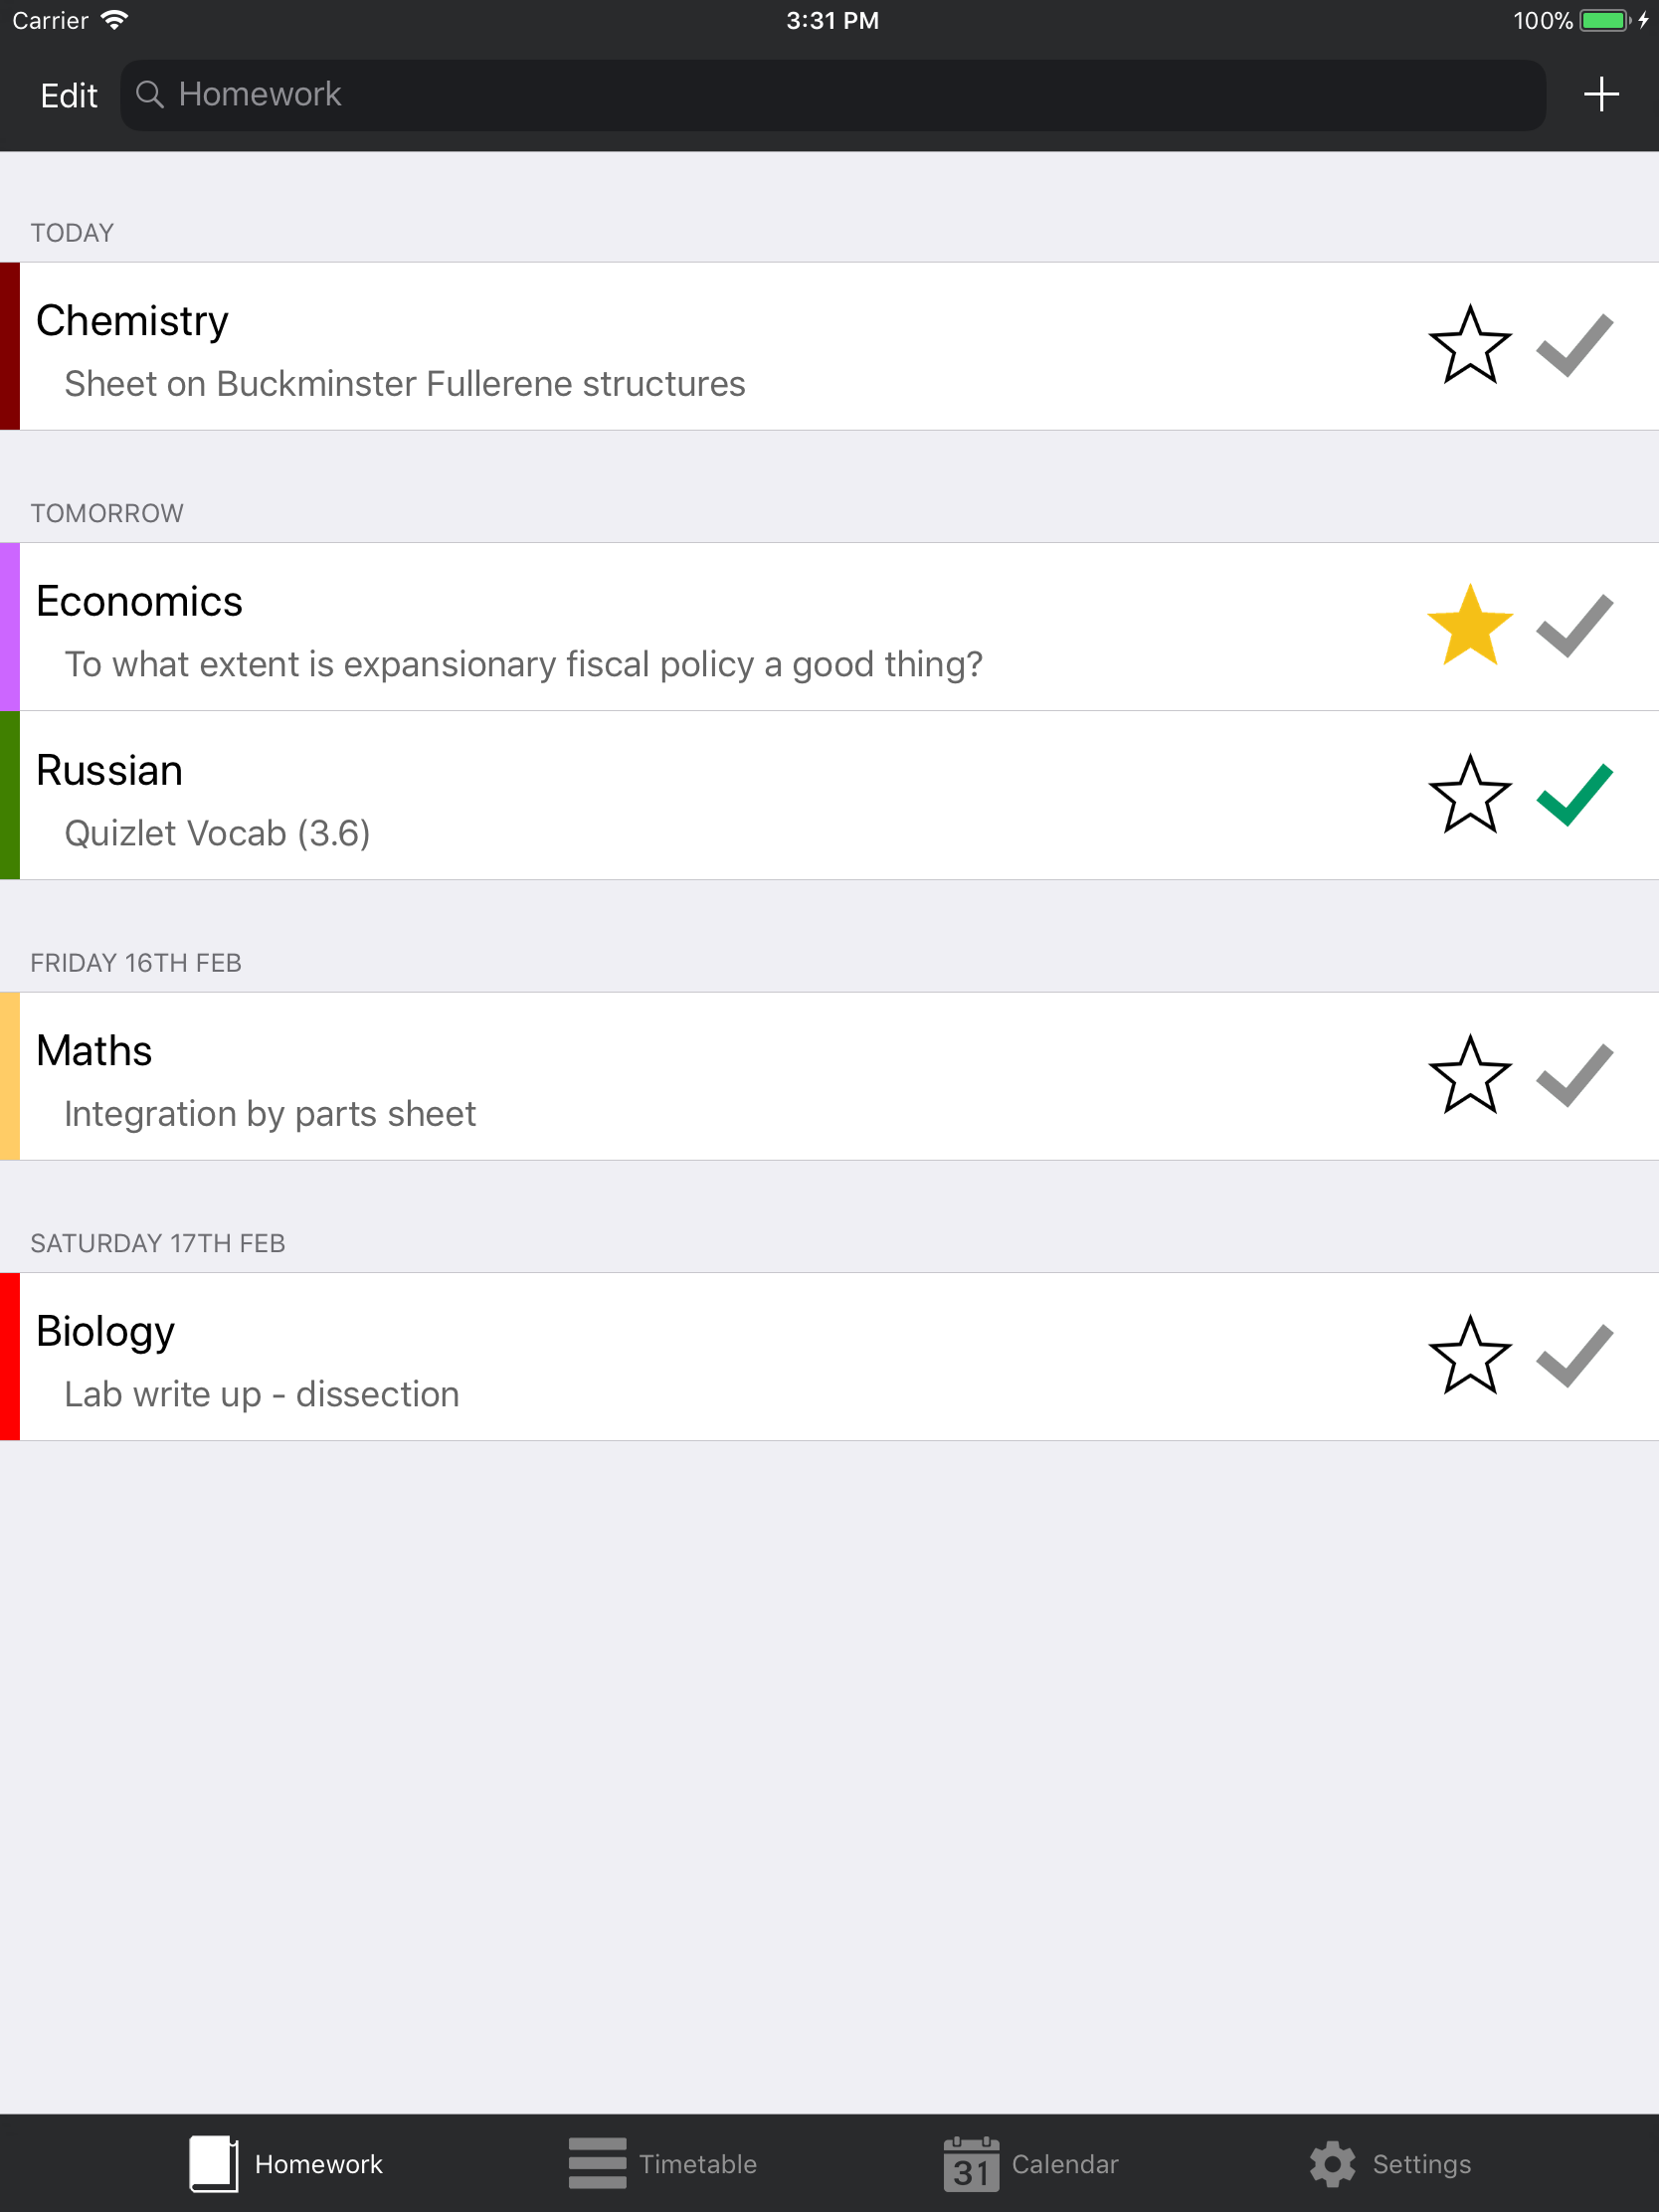 Carrier 3:31 PM 100%
Edit Homework
TODAY
Chemistry
Sheet on Buckminster Fullerene structures
TOMORROW
Economics
To what extent is expansionary fiscal policy a good thing?
Russian
Quizlet Vocab (3.6)
FRIDAY 16TH FEB
Maths
Integration by parts sheet
SATURDAY 17TH FEB
Biology
Lab write up - dissection
Homework Timetable 31 Calendar Settings